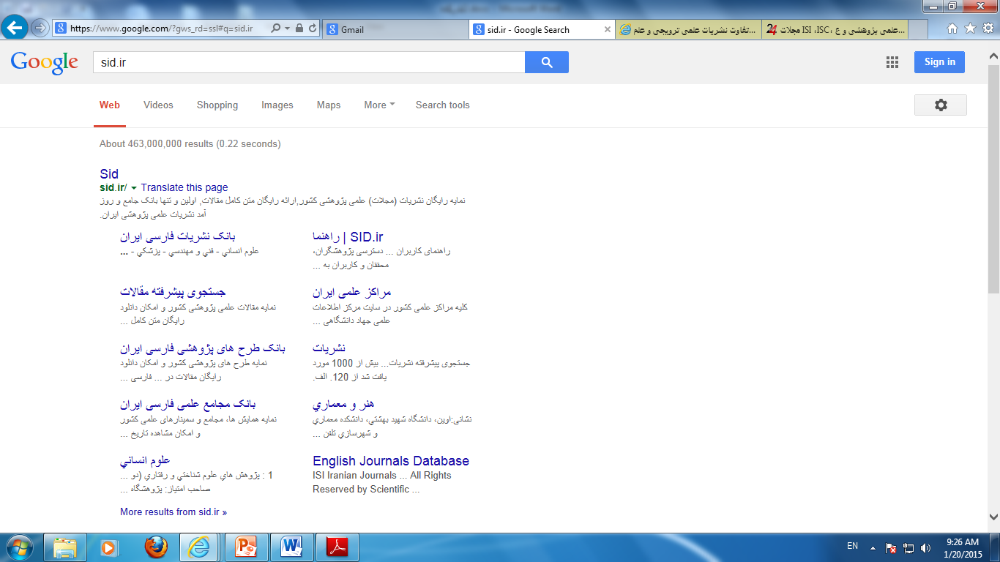 https://www.google.com/?gws_rd=ssl#q=sid.ir
Gmail
sid.ir - Google Search
تفاوت نشریات علمی ترویجی و علم...
مجلات ISI ،ISC، علمی پژوهشی و ع...
Google
sid.ir
Sign in
Web
Videos
Shopping
Images
Maps
More
Search tools
About 463,000,000 results (0.22 seconds)
Sid
sid.ir/ Translate this page
نمایه رایگان نشریات (مجلات) علمی پژوهشی کشور,ارائه رایگان متن کامل مقالات, اولین و تنها بانک جامع و روز
آمد نشریات علمی پژوهشی ایران.
بانک نشریات فارسی ایران
علوم انساني - فني و مهندسي - پزشكي - ...
SID.ir | راهنما
راهنمای کاربران ... دسترسی پژوهشگران،
محققان و کاربران به ...
جستجوی پیشرفته مقالات
نمایه مقالات علمی پژوهشی کشور و امکان دانلود
رایگان متن کامل ...
مراکز علمی ایران
کلیه مراکز علمی کشور در سایت مرکز اطلاعات
علمی جهاد دانشگاهی ...
بانک طرح های پژوهشی فارسی ایران
نمایه طرح های پژوهشی کشور و امکان دانلود
رایگان مقالات در ... فارسی ...
نشریات
جستجوی پیشرفته نشریات... بیش از 1000 مورد
یافت شد از 120. الف.
بانک مجامع علمی فارسی ایران
نمایه همایش ها، مجامع و سمینارهای علمی کشور
و امکان مشاهده تاریخ ...
هنر و معماري
نشانی:اوین، دانشگاه شهید بهشتي، دانشكده معماري
و شهرسازي تلفن ...
علوم انساني
1 : پژوهش هاي علوم شناختي و رفتاري (دو ...
صاحب امتیاز: پژوهشگاه ...
English Journals Database
ISI Iranian Journals ... All Rights
Reserved by Scientific ...
More results from sid.ir »
EN
9:26 AM
1/20/2015